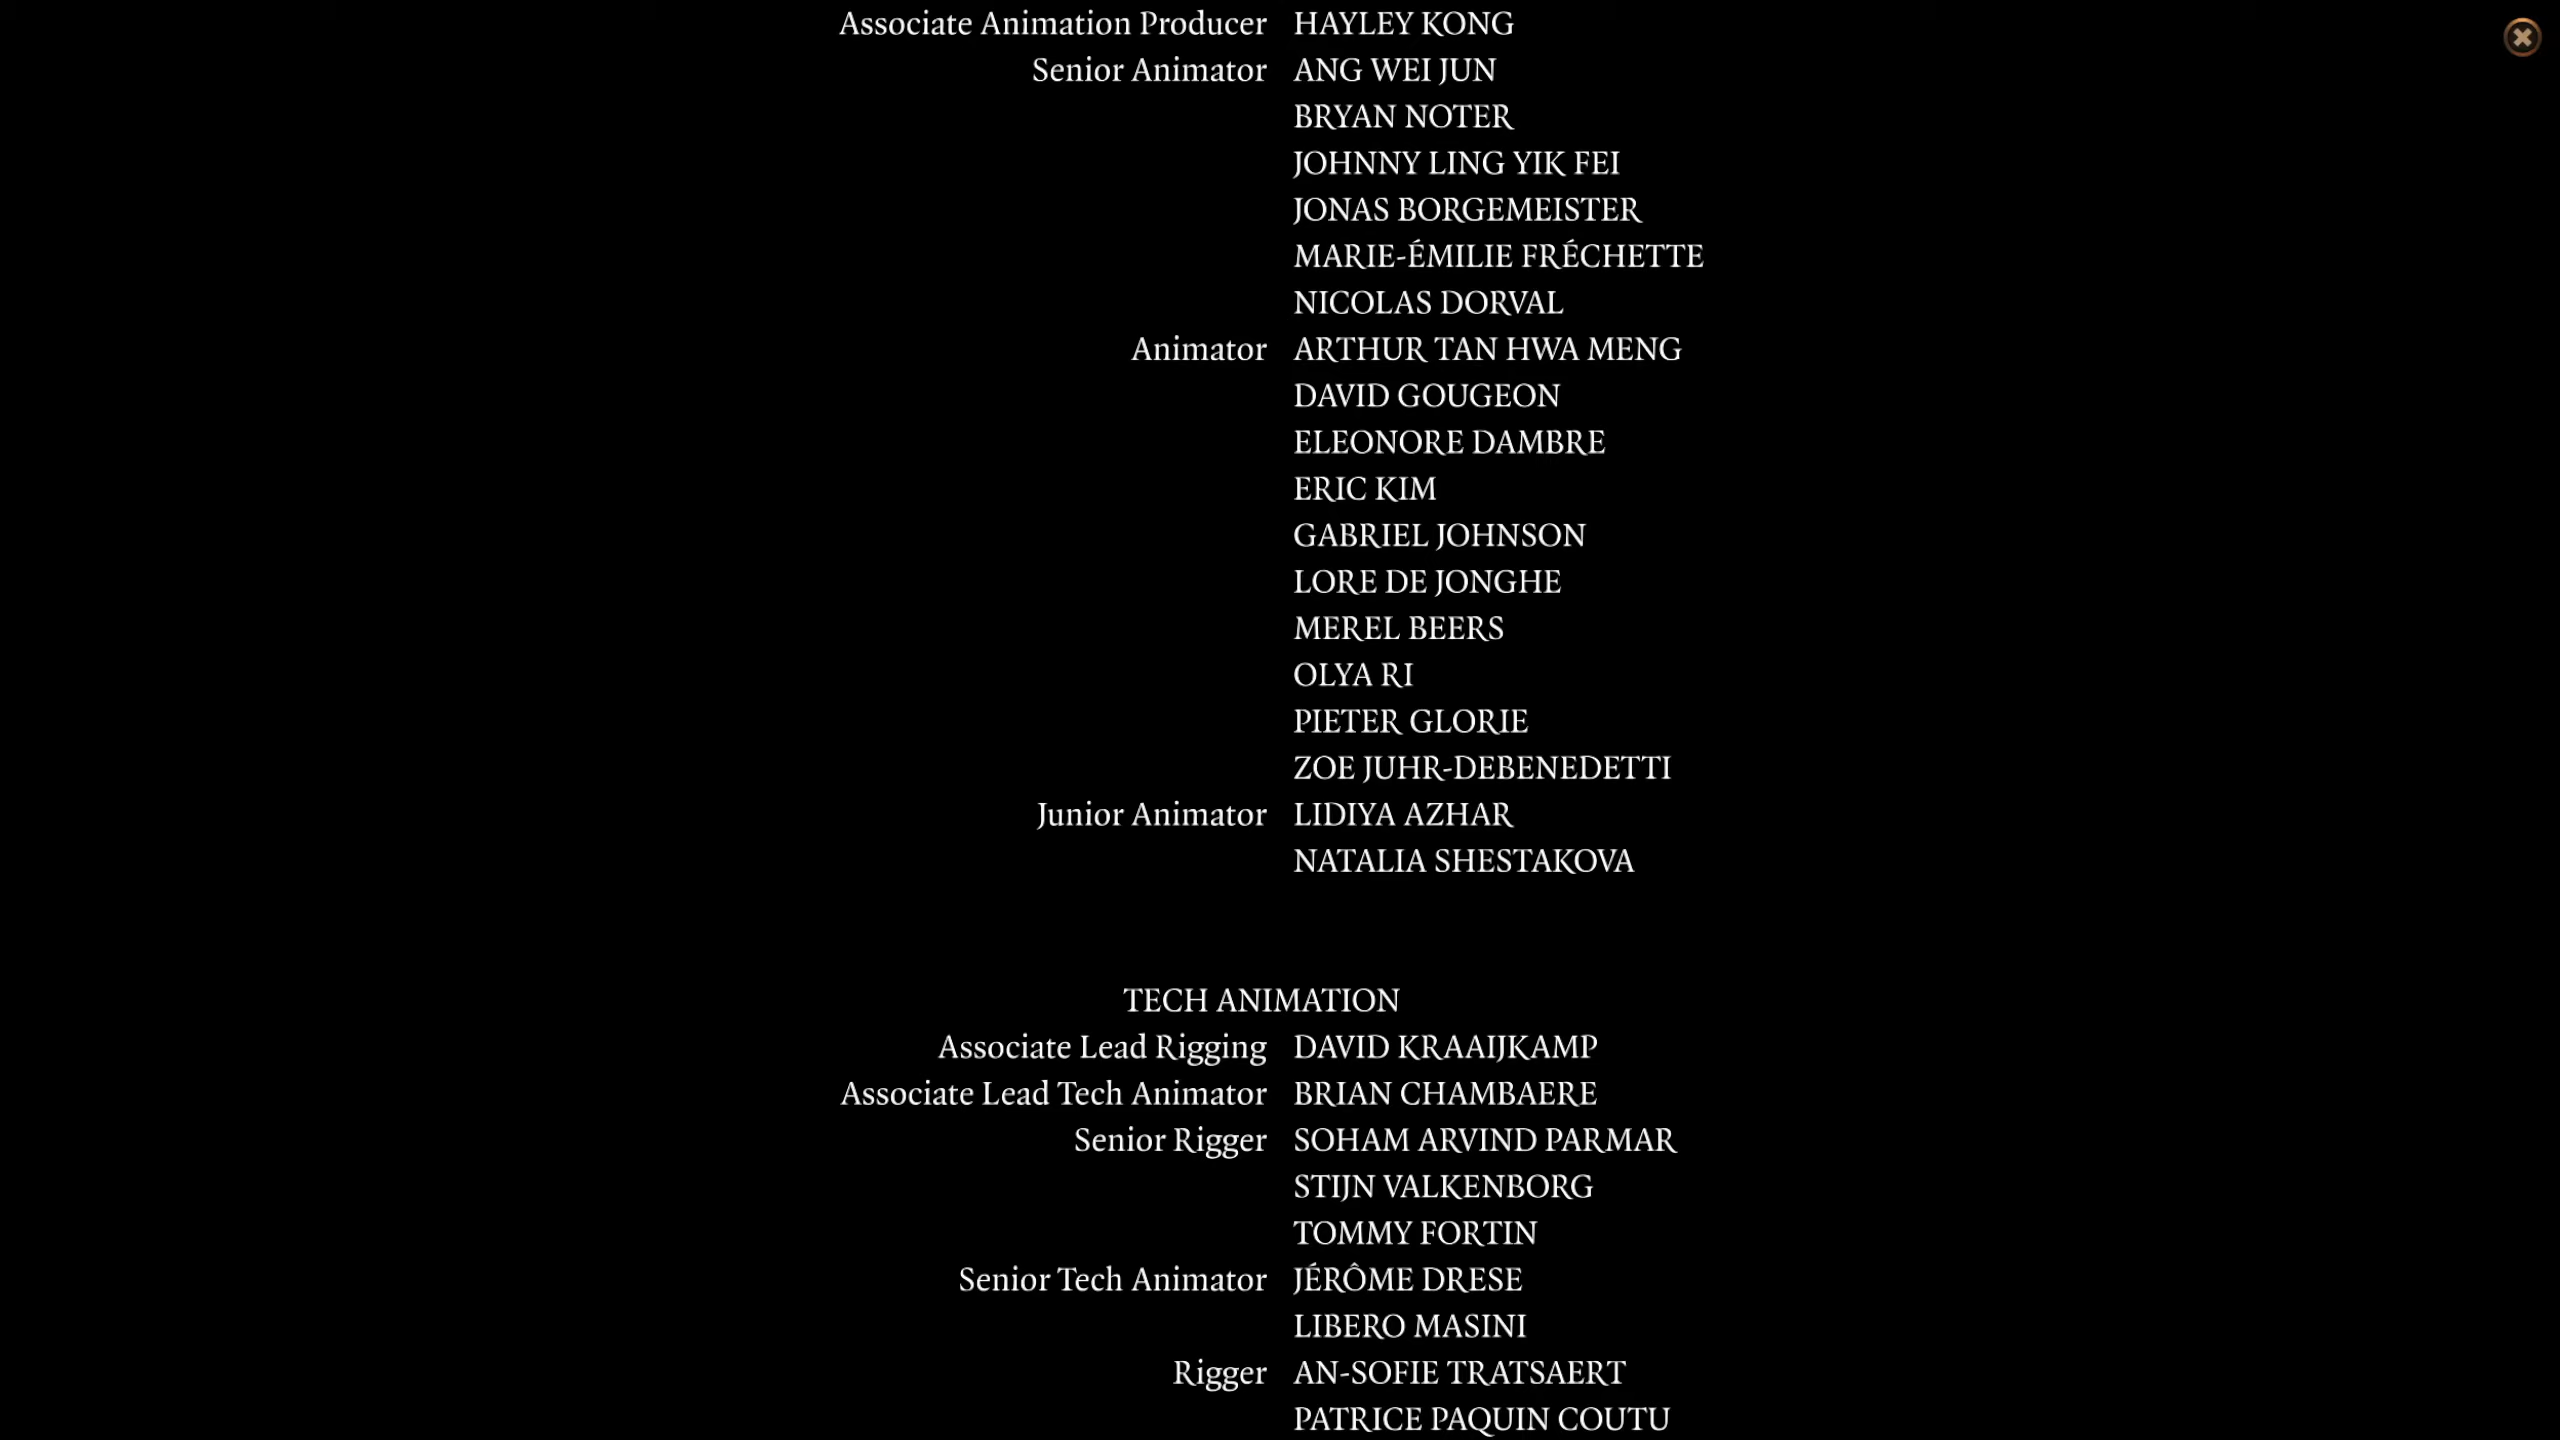 Associate Animation Producer HAYLEY KONG
Senior Animator ANG WEI JUN
BRYAN NOTER
JOHNNY LING YIK FEI
JONAS BORGEMEISTER
MARIE-ÉMILIE FRÉCHETTE
NICOLAS DORVAL
Animator ARTHUR TAN HWA MENG
DAVID GOUGEON
ELEONORE DAMBRE
ERIC KIM
GABRIEL JOHNSON
LORE DE JONGHE
MEREL BEERS
OLYA RI
PIETER GLORIE
ZOE JUHR-DEBENEDETTI
Junior Animator LIDIYA AZHAR
NATALIA SHESTAKOVA
TECH ANIMATION
Associate Lead Rigging DAVID KRAAIJKAMP
Associate Lead Tech Animator BRIAN CHAMBAERE
Senior Rigger SOHAM ARVIND PARMAR
STIJN VALKENBORG
TOMMY FORTIN
Senior Tech Animator JÉRÔME DRESE
LIBERO MASINI
Rigger AN-SOFIE TRATSAERT
PATRICE PAQUIN COUTU